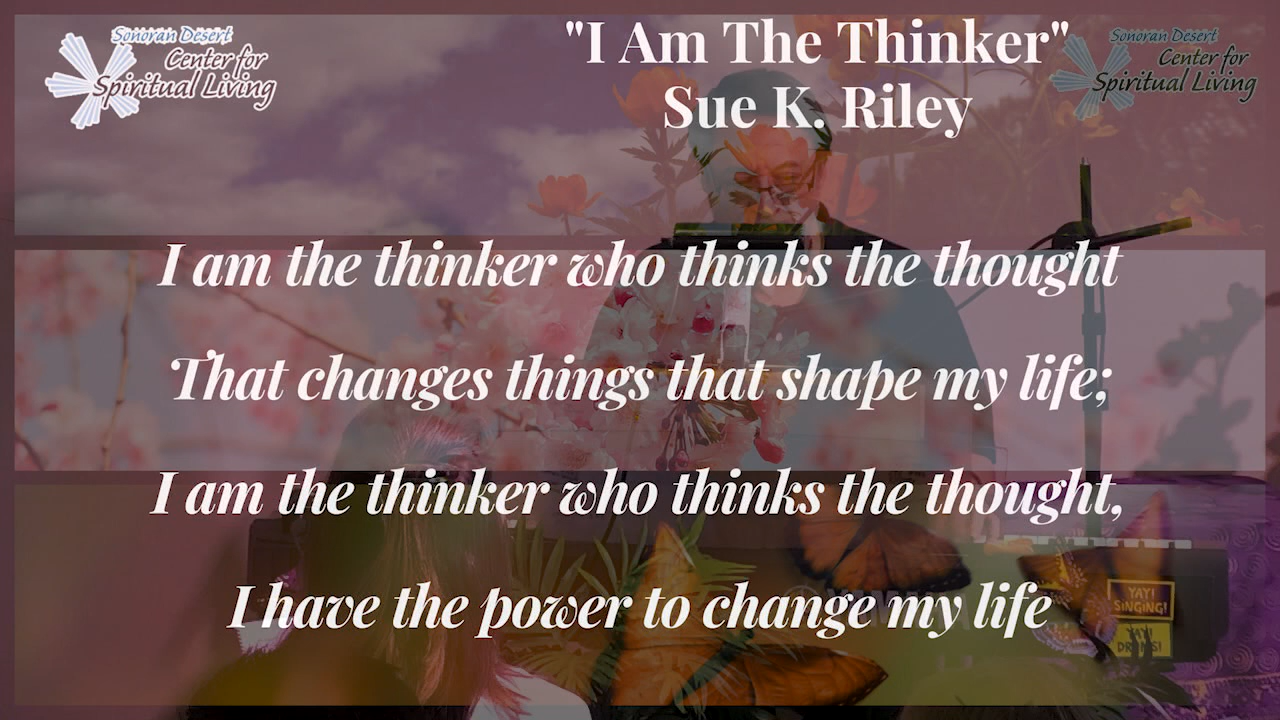 Sonoran Desert
Center for
Spiritual Living
"I Am The Thinker"
Sue K. Riley
Sonoran Desert
Center for
Spiritual Living
I am the thinker who thinks the thought
That changes things that shape my life;
I am the thinker who thinks the thought,
I have the power to change my life
YAY!
SINGING!